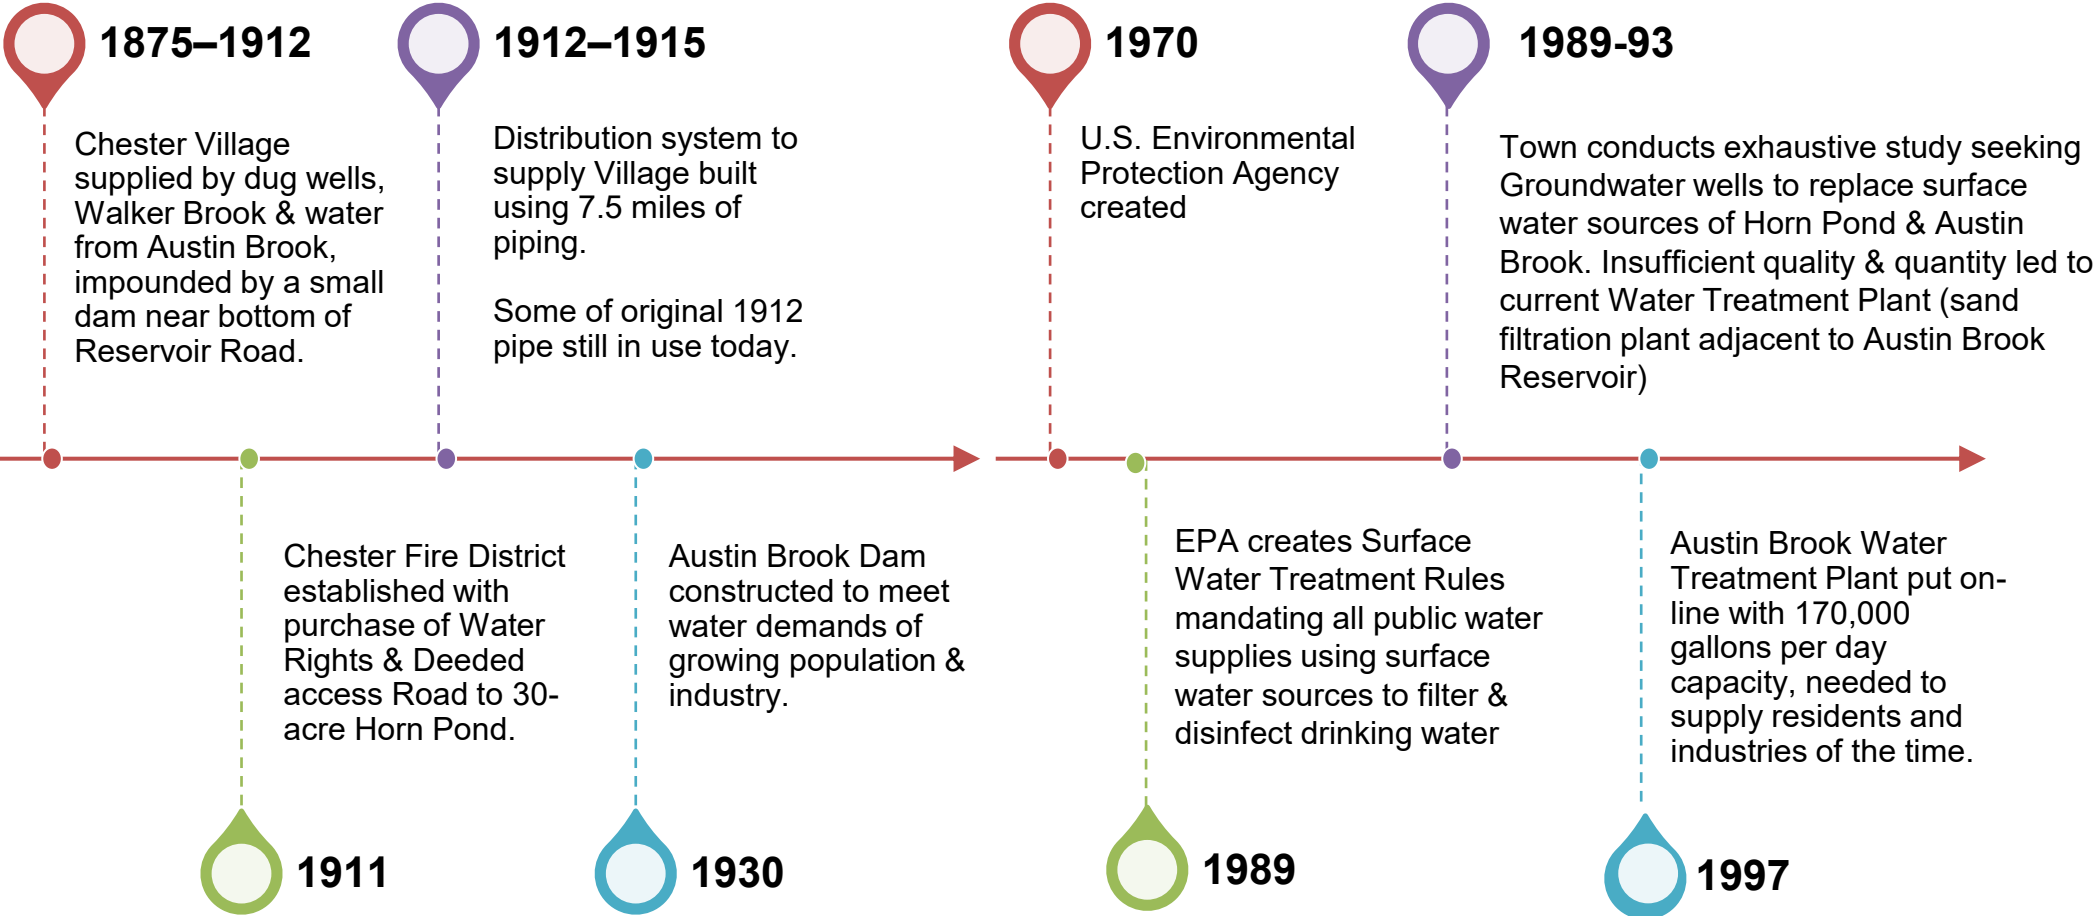 1875–1912
Chester Village
supplied by dug wells,
Walker Brook & water
from Austin Brook,
impounded by a small
dam near bottom of
Reservoir Road.
1911
Chester Fire District
established with
purchase of Water
Rights & Deeded
access Road to 30-
acre Horn Pond.
1912–1915
Distribution system to
supply Village built
using 7.5 miles of
piping.
Some of original 1912
pipe still in use today.
1930
Austin Brook Dam
constructed to meet
water demands of
growing population &
industry.
1970
U.S. Environmental
Protection Agency
created
1989
EPA creates Surface
Water Treatment Rules
mandating all public water
supplies using surface
water sources to filter &
disinfect drinking water
1989-93
Town conducts exhaustive study seeking
Groundwater wells to replace surface
water sources of Horn Pond & Austin
Brook. Insufficient quality & quantity led to
current Water Treatment Plant (sand
filtration plant adjacent to Austin Brook
Reservoir)
1997
Austin Brook Water
Treatment Plant put on-
line with 170,000
gallons per day
capacity, needed to
supply residents and
industries of the time.